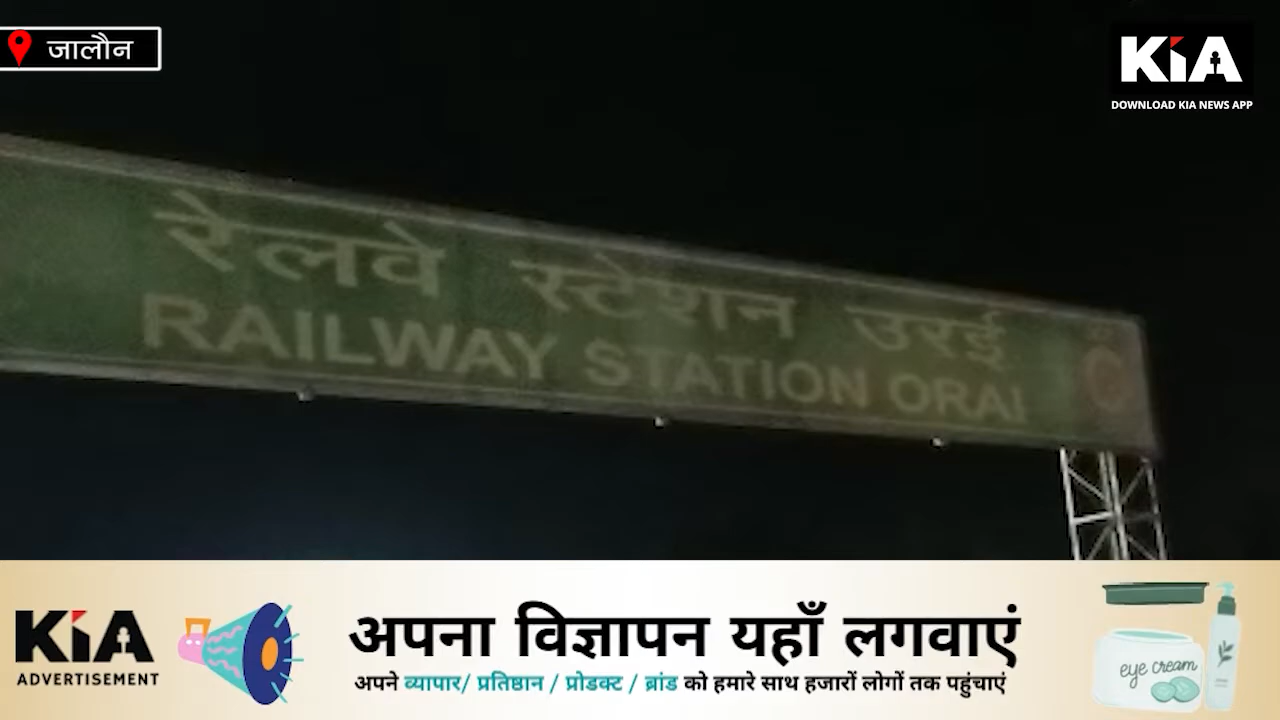 जालौन
KiA
DOWNLOAD KIA NEWS APP
रेलवे स्टेशन उरई
RAILWAY STATION ORAI
KiA
ADVERTISEMENT
अपना विज्ञापन यहाँ लगवाएं
अपने व्यापार/ प्रतिष्ठान / प्रोडक्ट / ब्रांड को हमारे साथ हजारों लोगों तक पहुंचाएं
eye cream